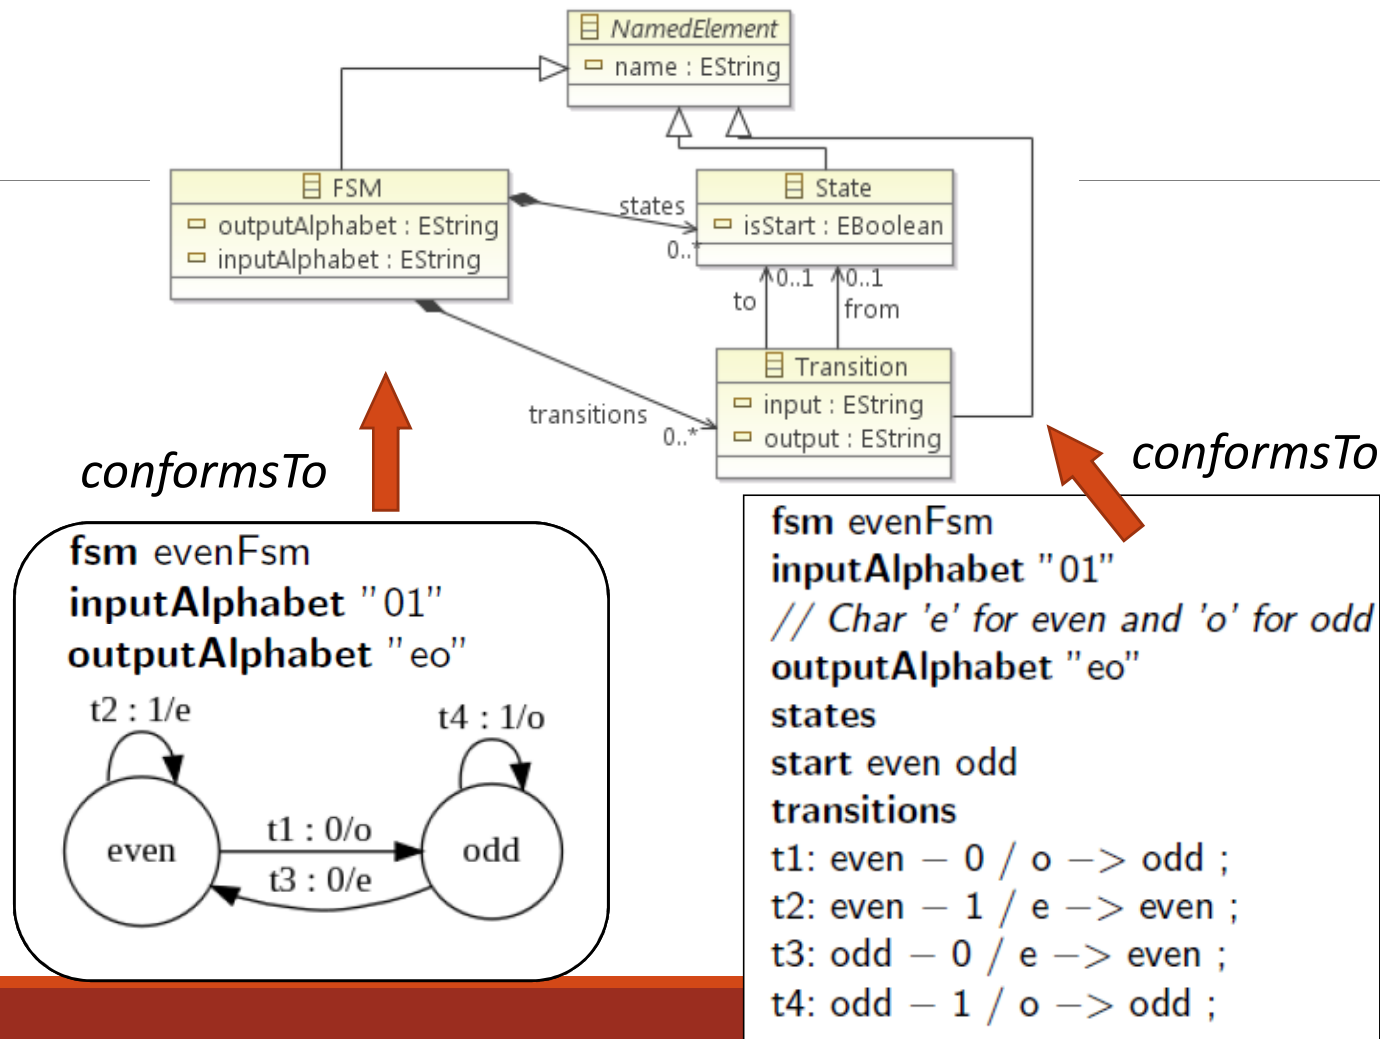 NamedElement
name : EString
FSM
outputAlphabet : EString
inputAlphabet : EString
states
0..*
State
isStart : EBoolean
to
0..1
0..1
from
Transition
input : EString
output : EString
transitions
0..*
conformsTo
conformsTo
fsm evenFsm
inputAlphabet "01"
outputAlphabet "eo"
t2 : 1/e
t4 : 1/o
even
t1 : 0/o
odd
t3 : 0/e
fsm evenFsm
inputAlphabet "01"
// Char 'e' for even and 'o' for odd
outputAlphabet "eo"
states
start even odd
transitions
t1: even − 0 / o −> odd ;
t2: even − 1 / e −> even ;
t3: odd − 0 / e −> even ;
t4: odd − 1 / o −> odd ;